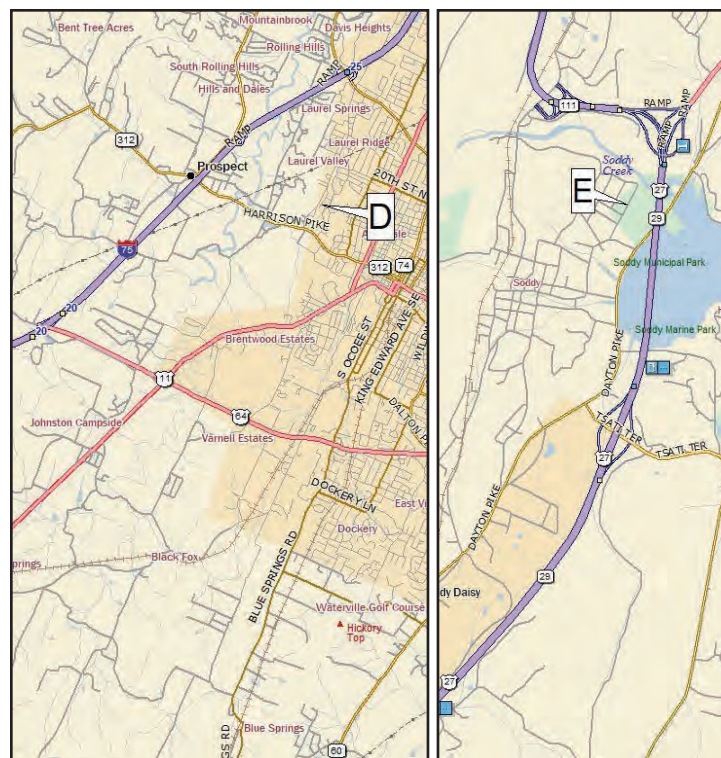 Bent Tree Acres
Mountainbrook
Davis Heights
Rolling Hills
South Rolling Hills
Hills and Dales
RAMP
25
Laurel Springs
312
RAMP
Laurel Ridge
Prospect
Laurel Valley
20TH ST N
HARRISON PIKE
D
75
312
74
20
20
Brentwood Estates
S OCOEE ST
KING EDWARD AVE SE
11
64
Johnston Campside
Varnell Estates
DOCKERY LN
Dockery
Black Fox
BLUE SPRINGS RD
Waterville Golf Course
Hickory
Top
Blue Springs
GS RD
60
111
RAMP
RAMP
RAMP
Soddy
Creek
E
27
29
Soddy Municipal Park
Soddy
Soddy Marine Park
DAYTON PIKE
TSATI TER
TSATI TER
27
DAYTON PIKE
29
dy Daisy
27